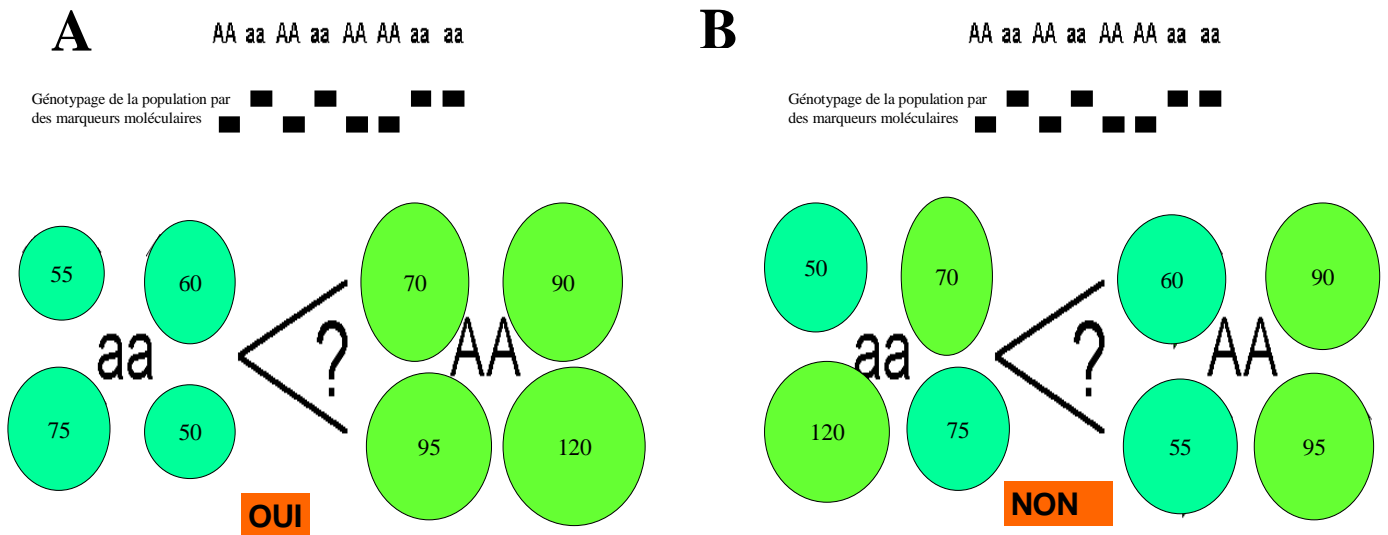 A
AA aa AA aa AA AA aa aa
Génotypage de la population par
des marqueurs moléculaires
55
60
70
90
aa
<
?
AA
75
50
95
120
OUI
B
AA aa AA aa AA AA aa aa
Génotypage de la population par
des marqueurs moléculaires
50
70
60
90
aa
<
?
AA
120
75
55
95
NON